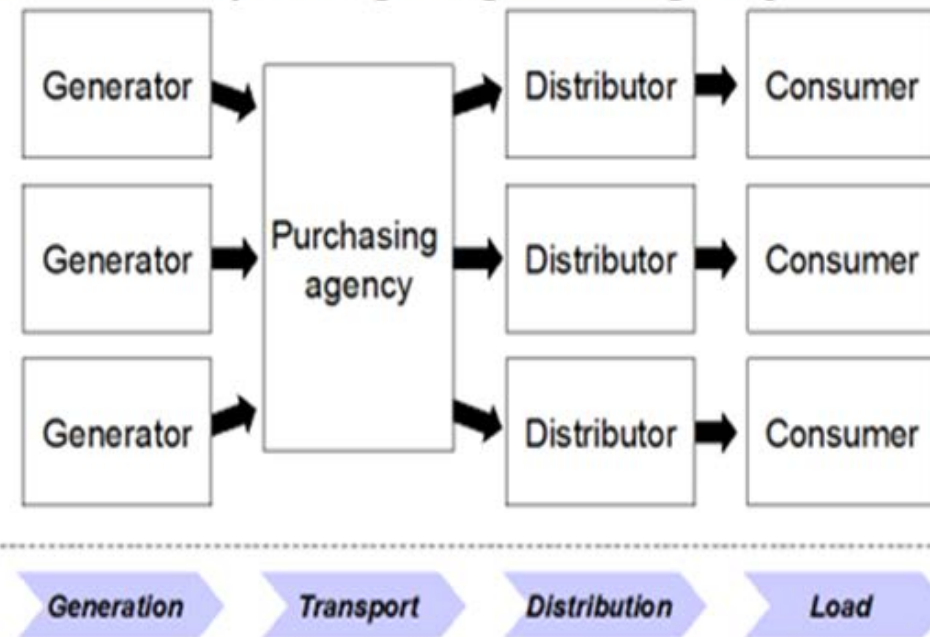 Generator
Distributor
Consumer
Purchasing
agency
Generator
Distributor
Consumer
Generator
Distributor
Consumer
Generation
Transport
Distribution
Load